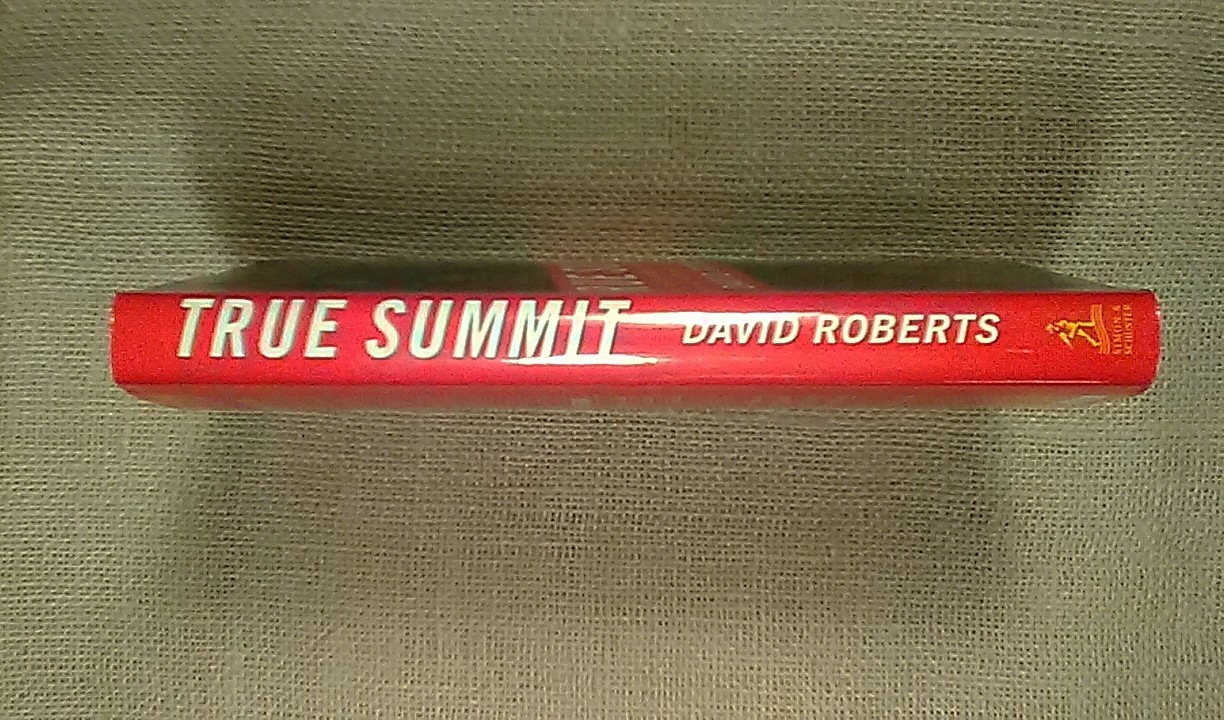 TRUE SUMMIT DAVID ROBERTS
SIMON &
SCHUSTER